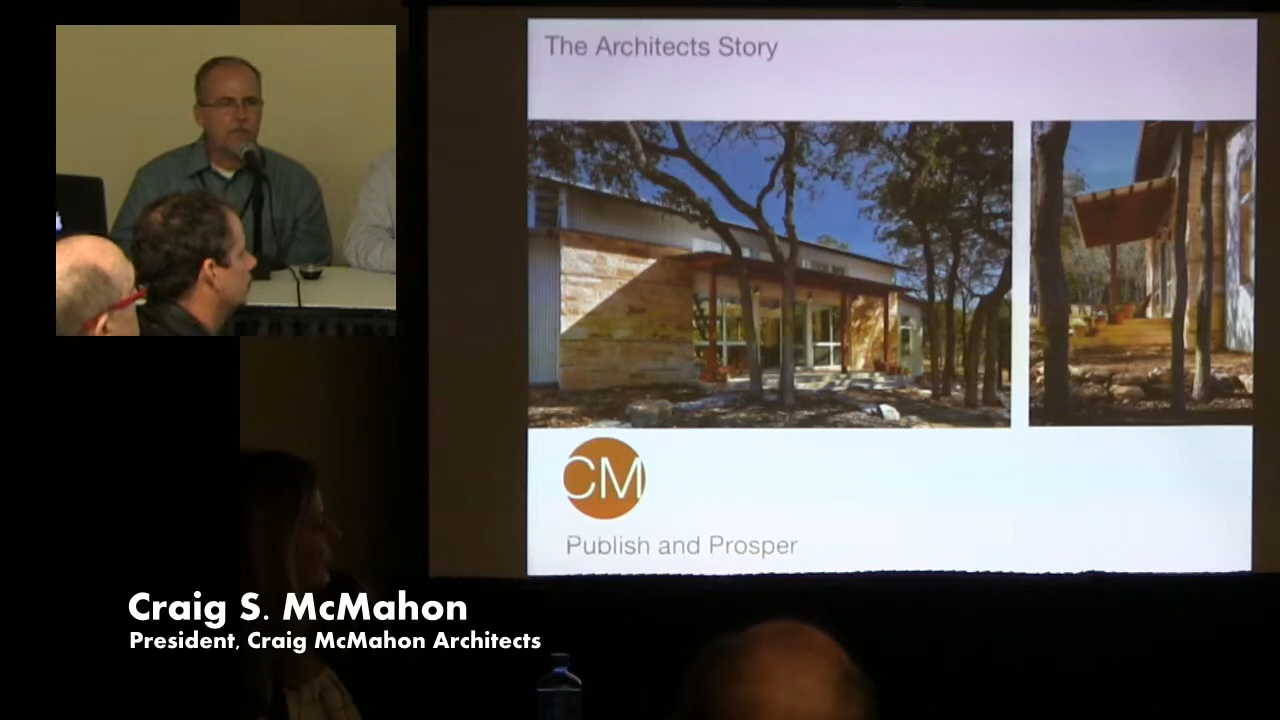 The Architects Story
CM
Publish and Prosper
Craig S. McMahon
President, Craig McMahon Architects